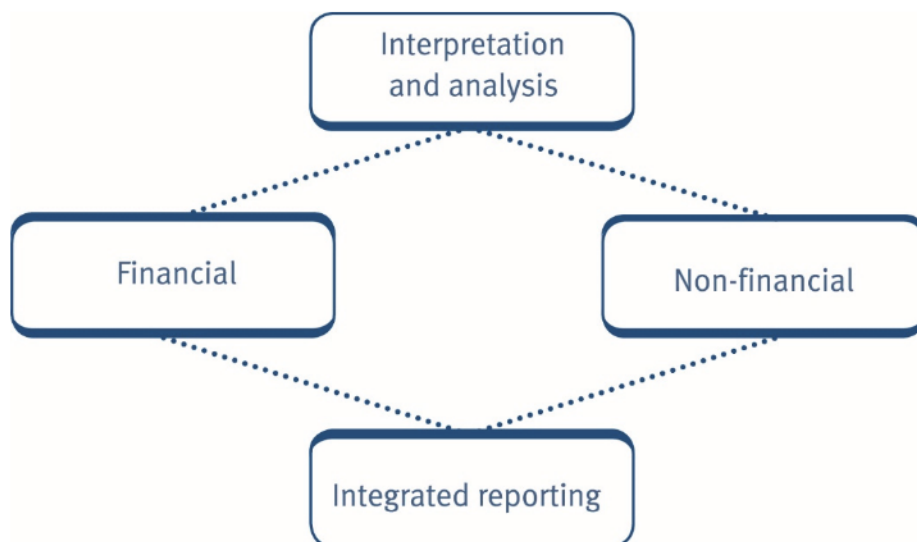 Interpretation
and analysis
Financial
Non-financial
Integrated reporting